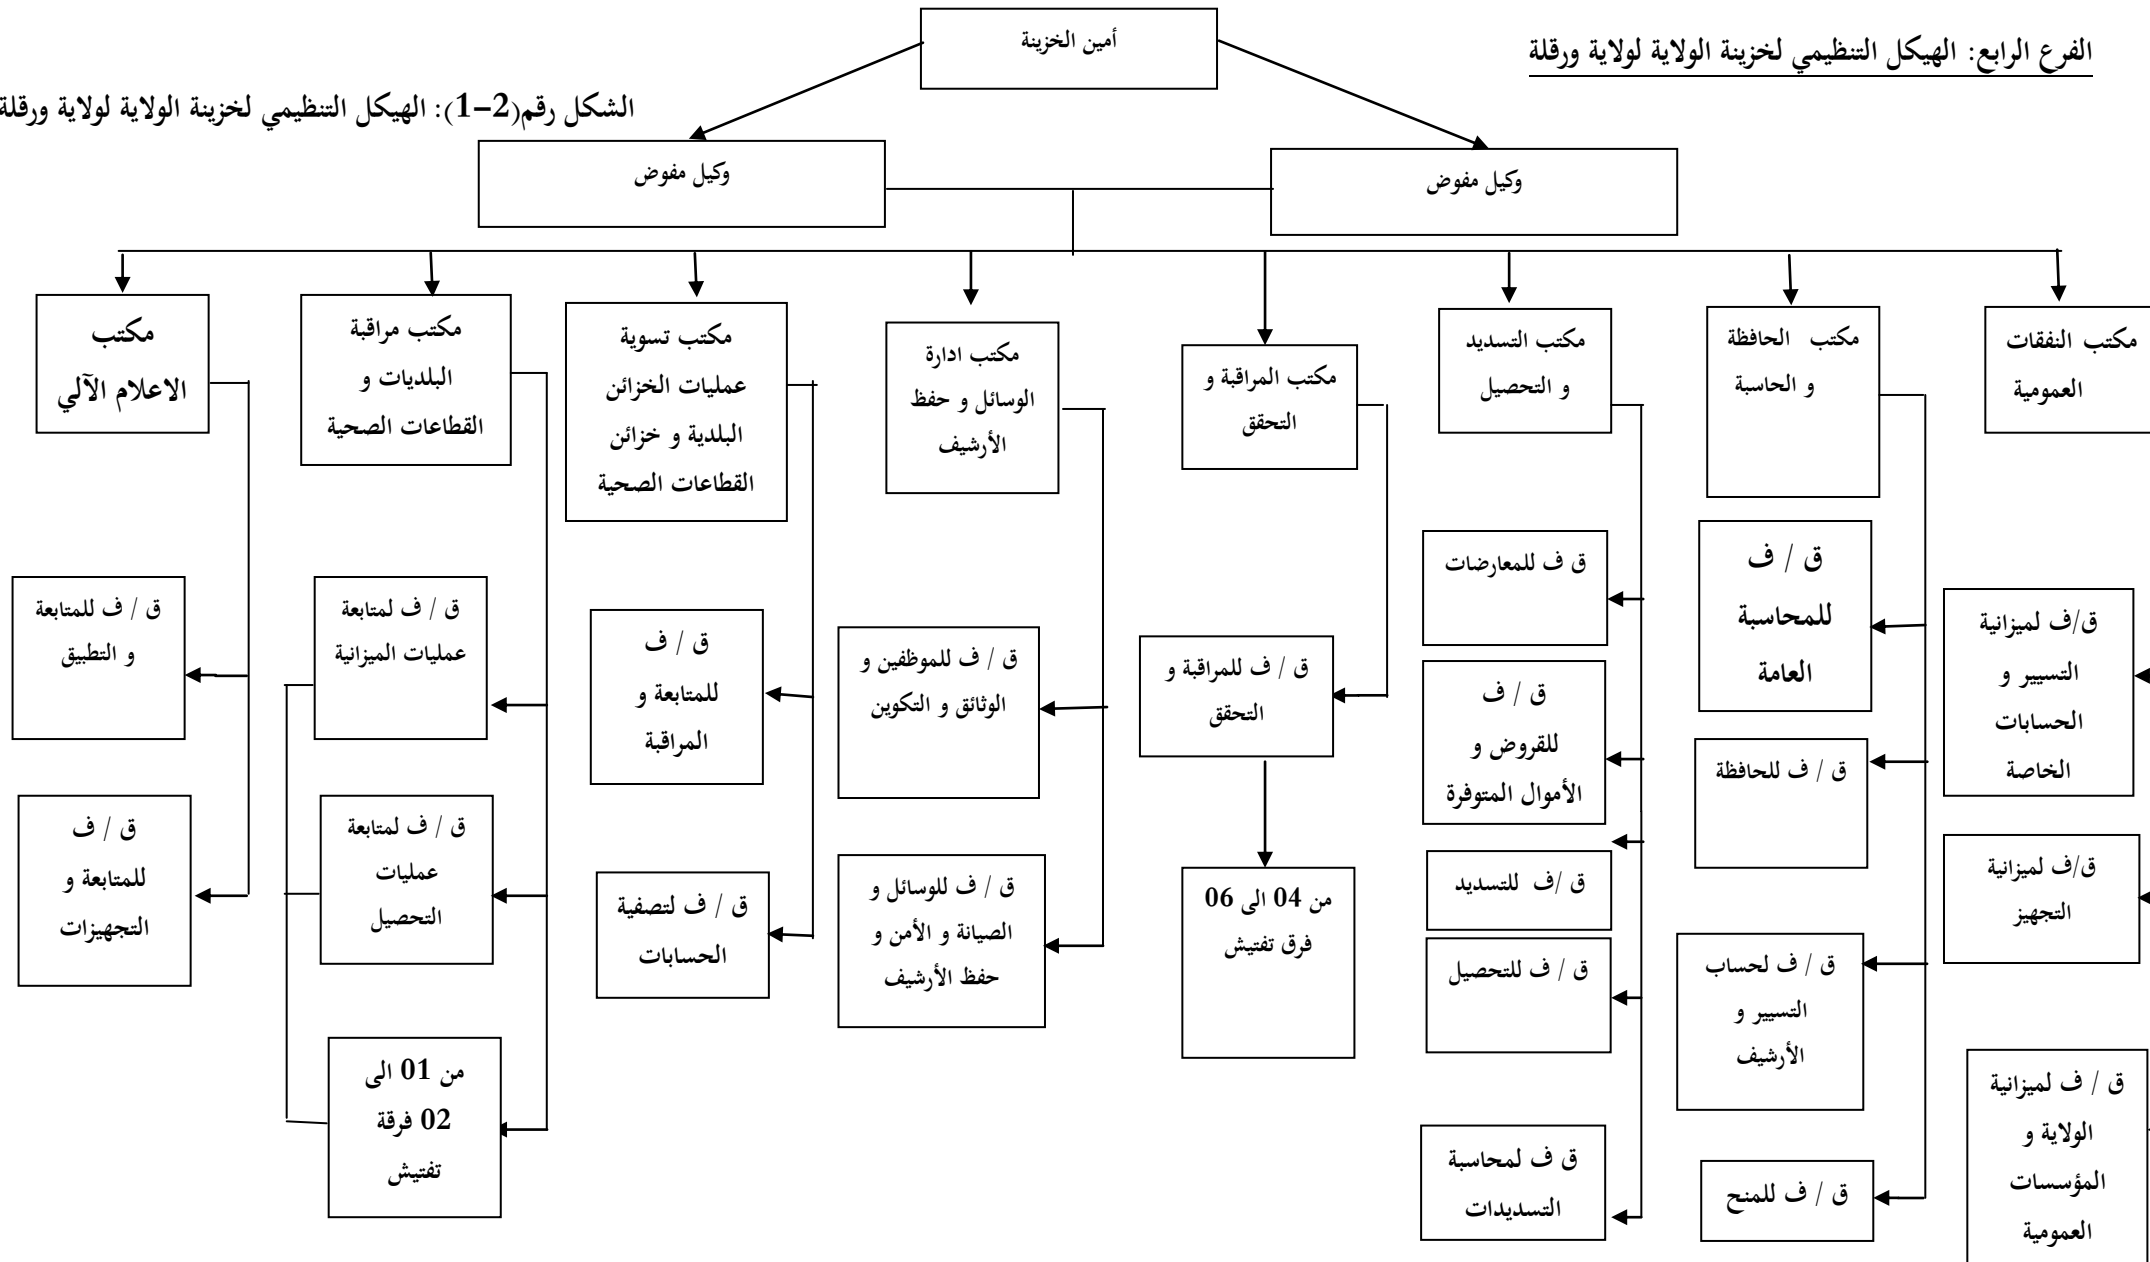 الفرع الرابع: الهيكل التنظيمي لخزينة الولاية لولاية ورقلة
الشكل رقم(2-1): الهيكل التنظيمي لخزينة الولاية لولاية ورقلة
أمين الخزينة
وكيل مفوض
وكيل مفوض
مكتب النفقات
العمومية
مكتب الحافظة
و الحاسبة
مكتب التسديد
و التحصيل
مكتب المراقبة و
التحقق
مكتب ادارة
الوسائل و حفظ
الأرشيف
مكتب تسوية
عمليات الخزائن
البلدية و خزائن
القطاعات الصحية
مكتب مراقبة
البلديات و
القطاعات الصحية
مكتب
الاعلام الآلي
ق/ف لميزانية
التسيير و
الحسابات
الخاصة
ق/ف لميزانية
التجهيز
ق / ف لميزانية
الولاية و
المؤسسات
العمومية
ق / ف
للمحاسبة
العامة
ق / ف للحافظة
ق / ف لحساب
التسيير و
الأرشيف
ق / ف للمنح
ق ف للمعارضات
ق / ف
للقروض و
الأموال المتوفرة
ق /ف للتسديد
ق / ف للتحصيل
ق ف لمحاسبة
التسديدات
ق / ف للمراقبة و
التحقق
من 04 الى 06
فرق تفتيش
ق / ف للموظفين و
الوثائق و التكوين
ق / ف للوسائل و
الصيانة و الأمن و
حفظ الأرشيف
ق / ف
للمتابعة و
المراقبة
ق / ف لتصفية
الحسابات
ق / ف لمتابعة
عمليات الميزانية
ق / ف لمتابعة
عمليات
التحصيل
من 01 الى
02 فرقة
تفتيش
ق / ف للمتابعة
و التطبيق
ق / ف
للمتابعة و
التجهيزات